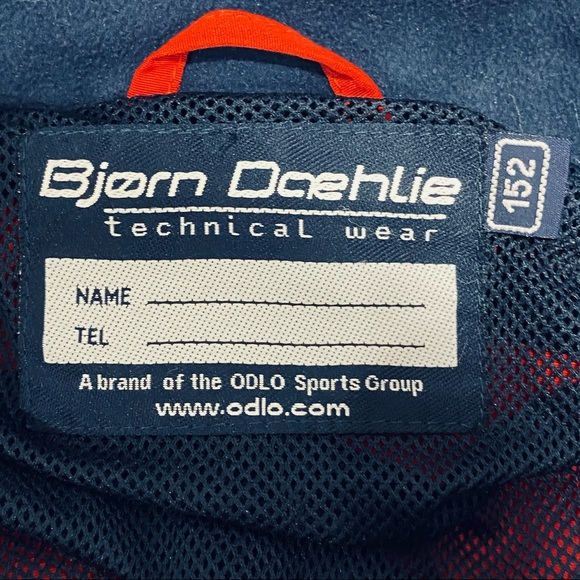 Bjørn Dæhlie
technical wear
152
NAME
TEL
A brand of the ODLO Sports Group
www.odlo.com